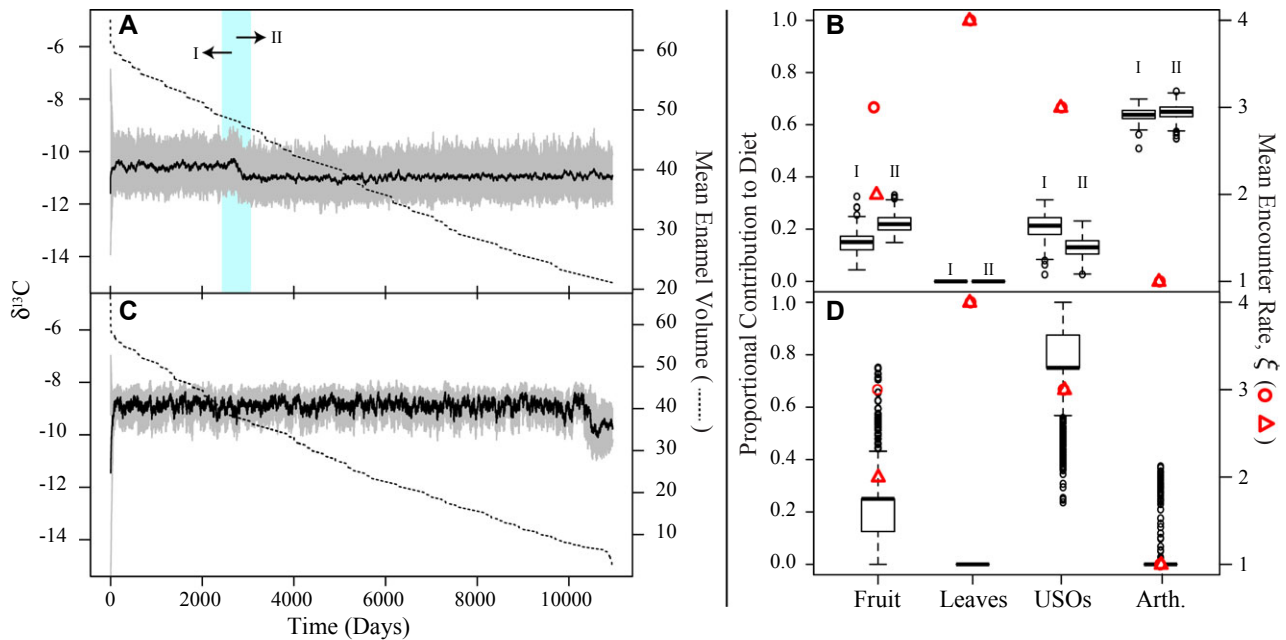 A
I
II
-6
-8
-10
-12
-14
60
50
40
30
20
C
-6
-8
-10
-12
-14
60
50
40
30
20
10
0
2000
4000
6000
8000
10000
Time (Days)
δ¹³C
Mean Enamel Volume (......)
B
1.0
0.8
0.6
0.4
0.2
0.0
I
II
I
II
I
II
I
II
4
3
2
1
D
1.0
0.8
0.6
0.4
0.2
0.0
4
3
2
1
Fruit
Leaves
USOs
Arth.
Proportional Contribution to Diet
Mean Encounter Rate, ξ (○ △)